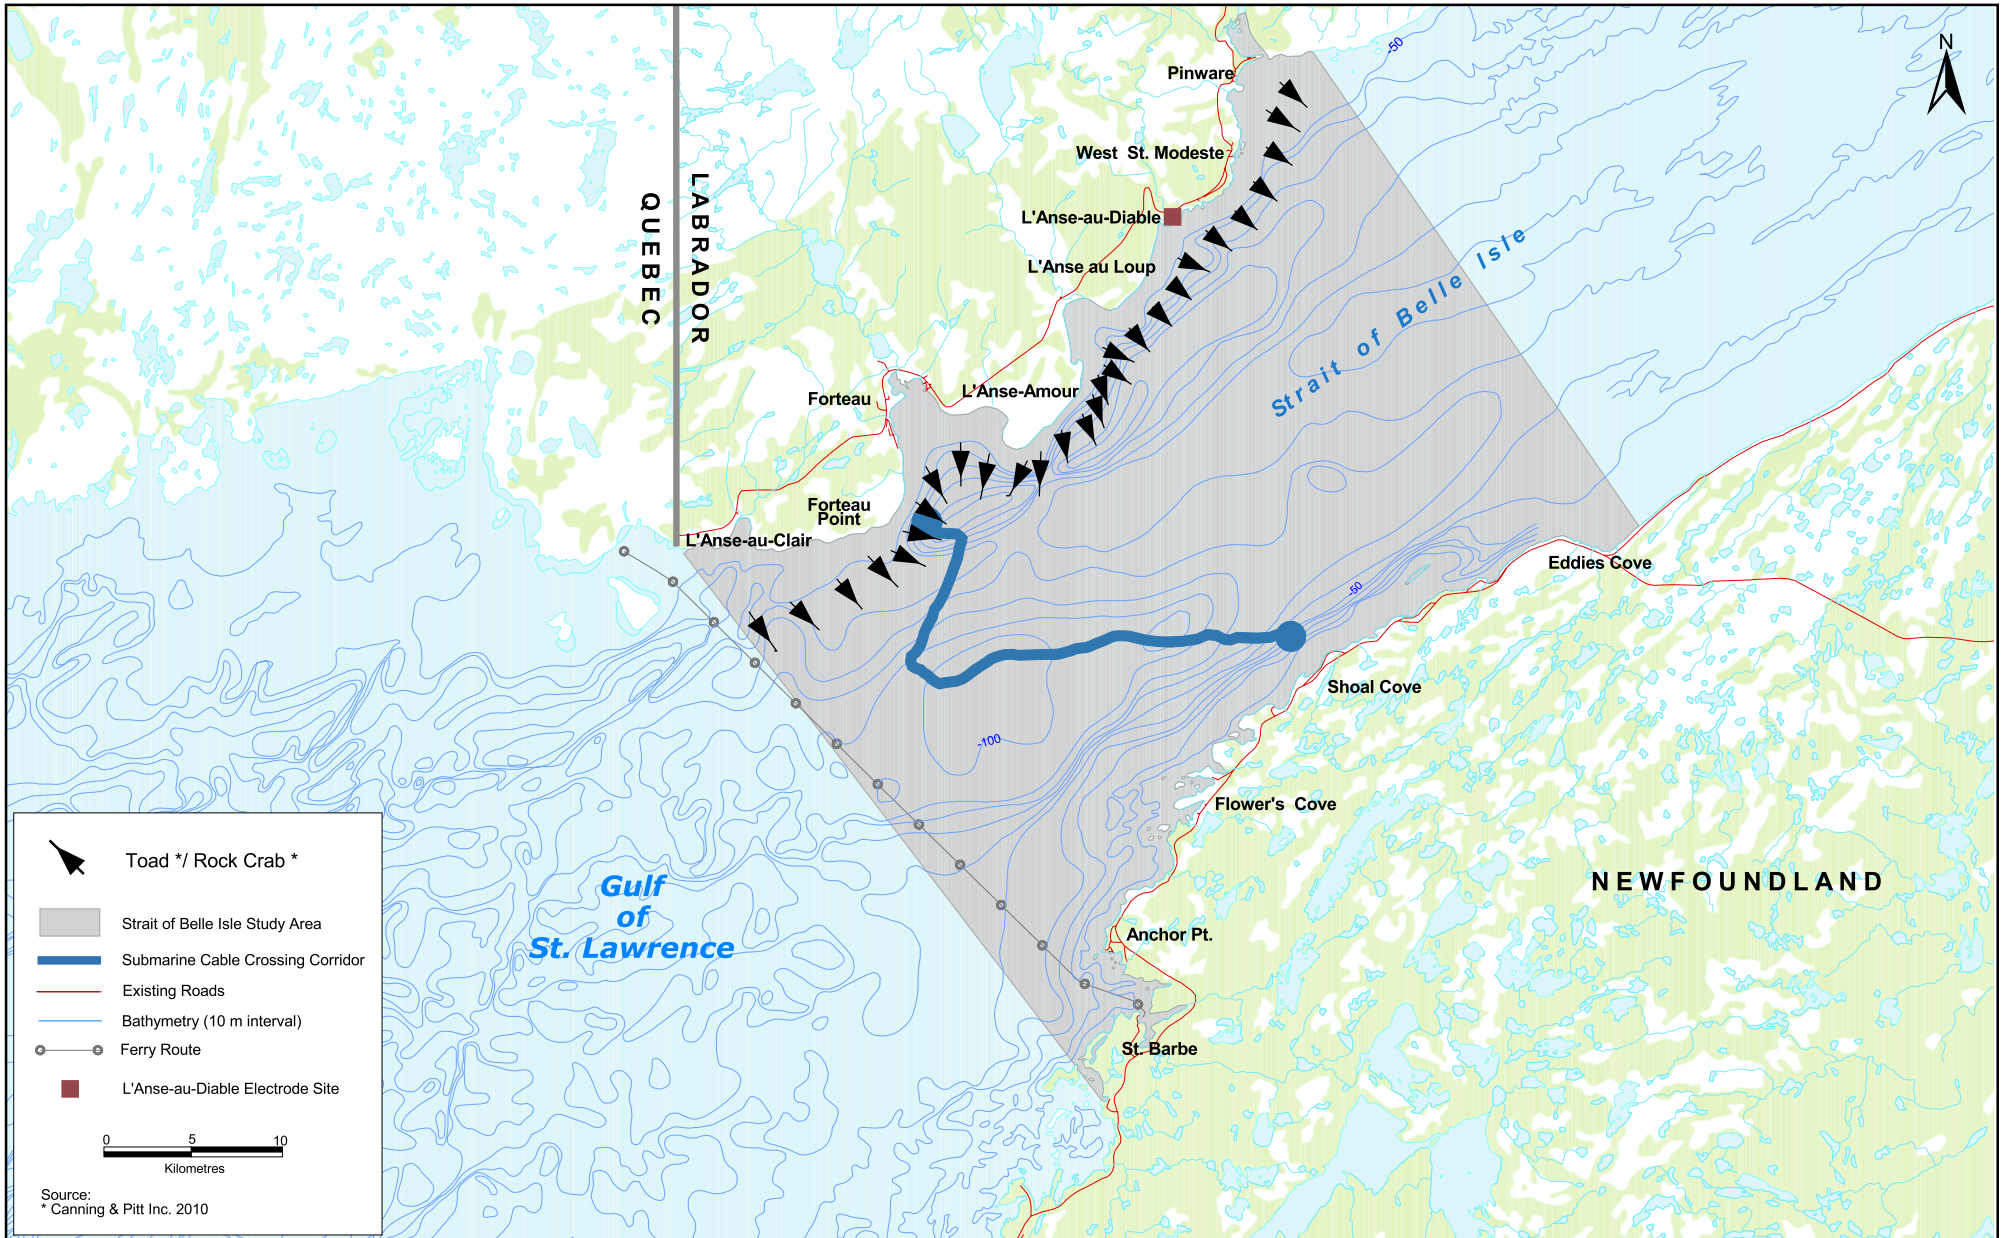 N
-50
Pinware
West St. Modeste
L'Anse-au-Diable
L'Anse au Loup
QUEBEC
LABRADOR
Strait of Belle Isle
L'Anse-Amour
Forteau
Forteau
Point
L'Anse-au-Clair
Eddies Cove
-50
Shoal Cove
-100
Flower's Cove
NEWFOUNDLAND
Gulf
of
St. Lawrence
Anchor Pt.
St. Barbe
Toad */ Rock Crab *
Strait of Belle Isle Study Area
Submarine Cable Crossing Corridor
Existing Roads
Bathymetry (10 m interval)
Ferry Route
L'Anse-au-Diable Electrode Site
0 5 10
Kilometres
Source:
* Canning & Pitt Inc. 2010